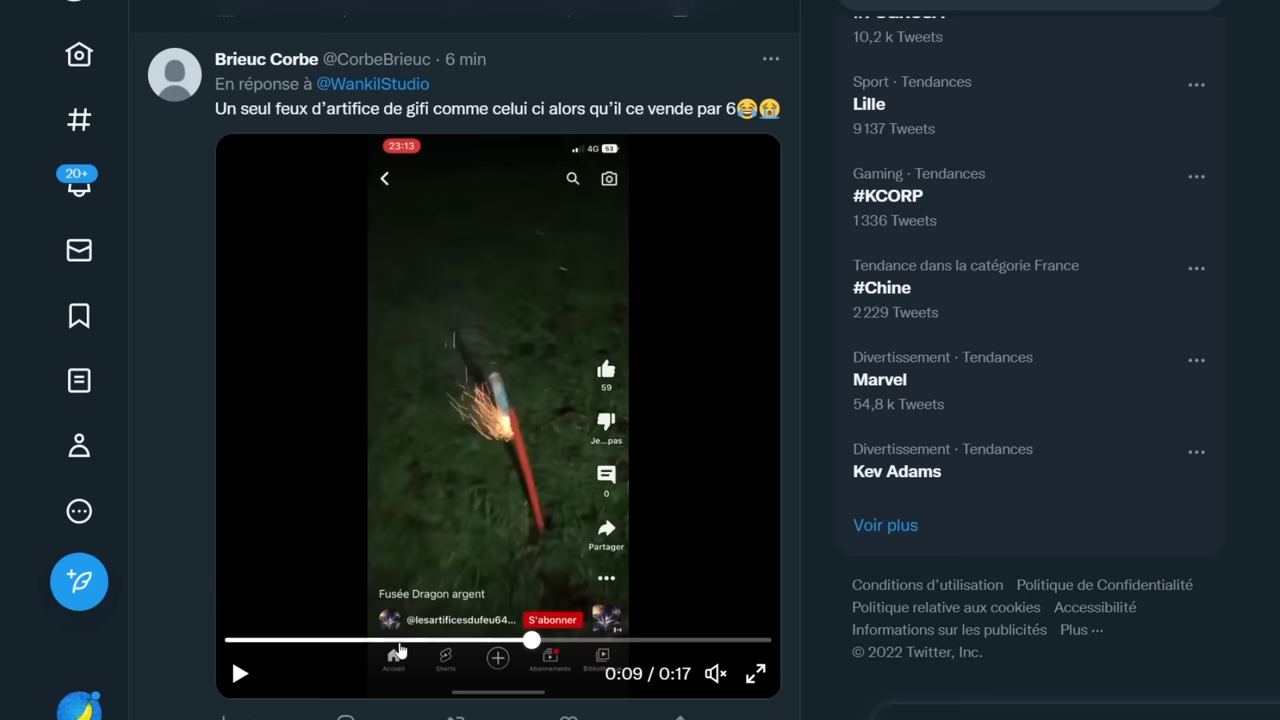 20+
Brieuc Corbe @CorbeBrieuc · 6 min
En réponse à @WankilStudio
Un seul feux d’artifice de gifi comme celui ci alors qu’il ce vende par 6😂😭
23:13
4G 53
59
Je...pas
0
Partager
Fusée Dragon argent
@lesartificesdufeu64...
S'abonner
Accueil
Shorts
Abonnements
0:09 / 0:17
10,2 k Tweets
Sport · Tendances
Lille
9 137 Tweets
Gaming · Tendances
#KCORP
1 336 Tweets
Tendance dans la catégorie France
#Chine
2 229 Tweets
Divertissement · Tendances
Marvel
54,8 k Tweets
Divertissement · Tendances
Kev Adams
Voir plus
Conditions d’utilisation Politique de Confidentialité
Politique relative aux cookies Accessibilité
Informations sur les publicités Plus ···
© 2022 Twitter, Inc.